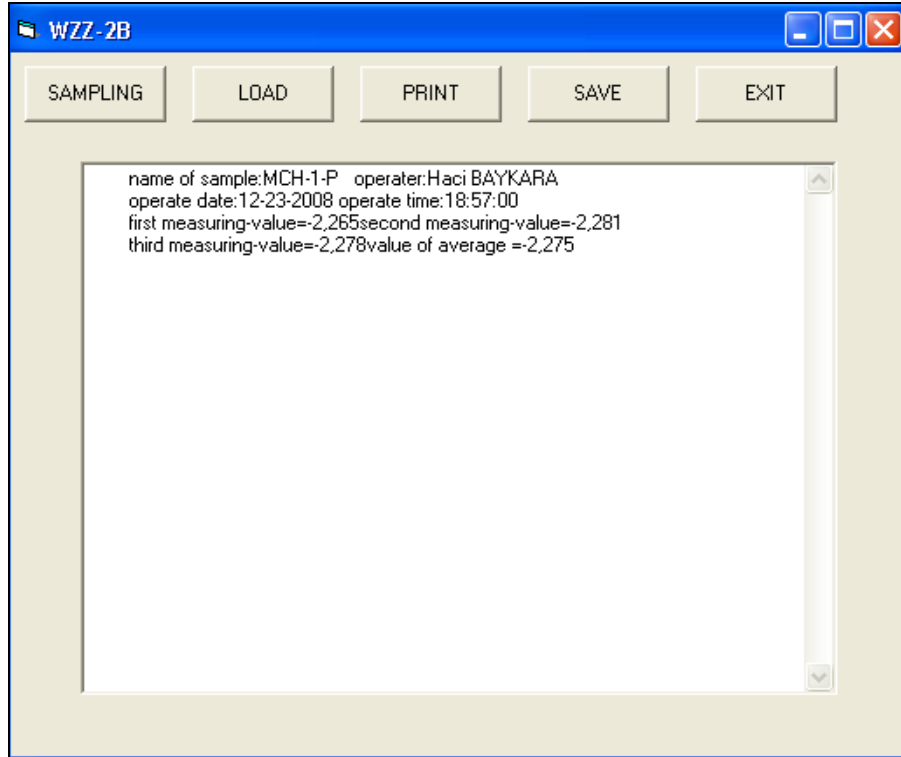 WZZ-2B
SAMPLING LOAD PRINT SAVE EXIT
name of sample:MCH-1-P operater:Haci BAYKARA
operate date:12-23-2008 operate time:18:57:00
first measuring-value=-2,265second measuring-value=-2,281
third measuring-value=-2,278value of average =-2,275